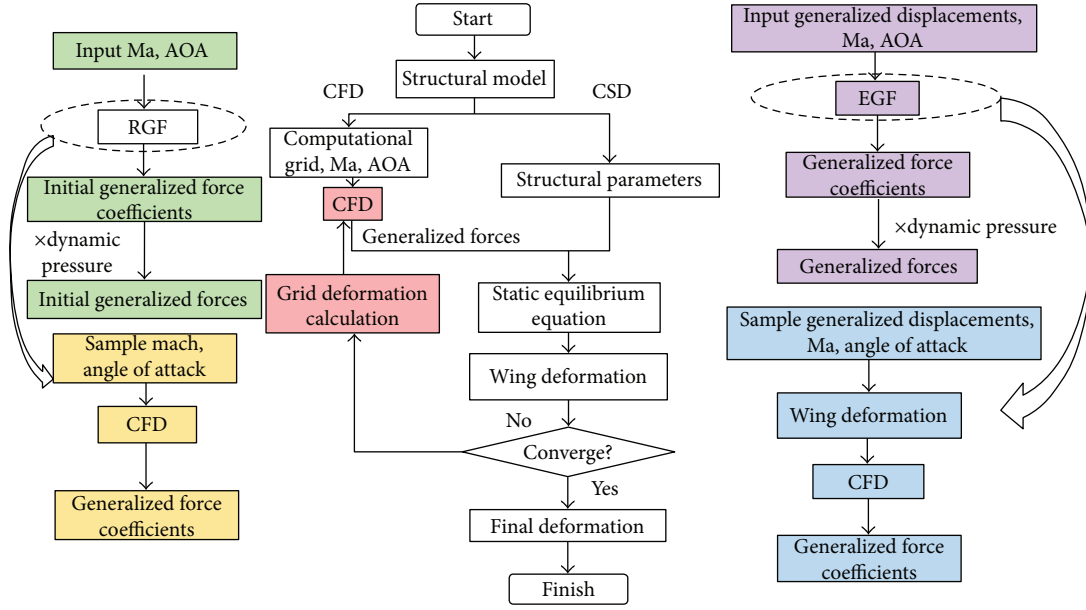 Input Ma, AOA
RGF
Initial generalized force
coefficients
×dynamic
pressure
Initial generalized forces
Sample mach,
angle of attack
CFD
Generalized force
coefficients
Start
Structural model
CFD
CSD
Computational
grid, Ma, AOA
Structural parameters
CFD
Generalized forces
Grid deformation
calculation
Static equilibrium
equation
Wing deformation
No
Converge?
Yes
Final deformation
Finish
Input generalized displacements,
Ma, AOA
EGF
Generalized force
coefficients
×dynamic pressure
Generalized forces
Sample generalized displacements,
Ma, angle of attack
Wing deformation
CFD
Generalized force
coefficients